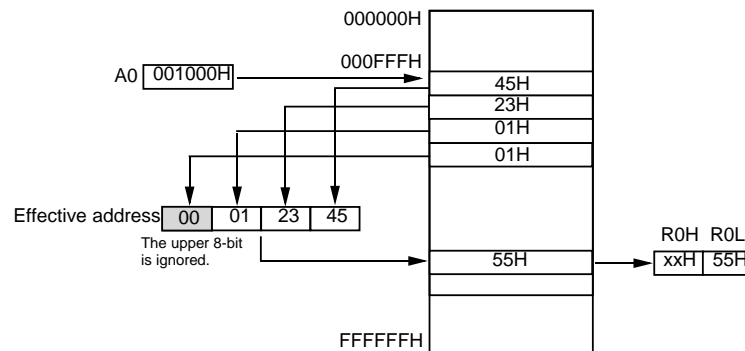 000000H
000FFFH
A0 001000H
45H
23H
01H
01H
Effective address 00 01 23 45
The upper 8-bit
is ignored.
R0H R0L
55H
xxH 55H
FFFFFFH